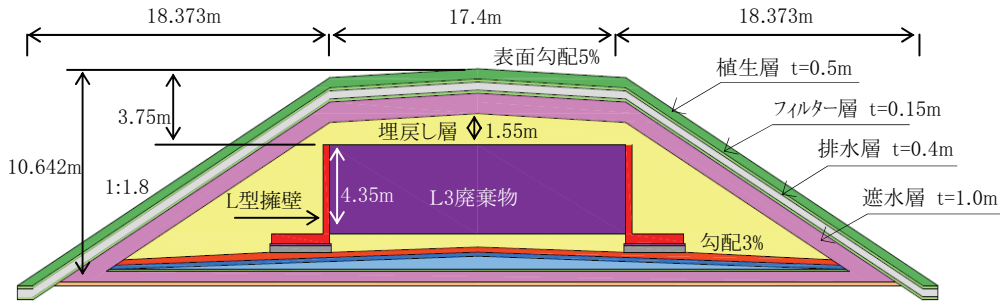 18.373m
17.4m
18.373m
表面勾配5%
植生層 t=0.5m
フィルター層 t=0.15m
3.75m
埋戻し層
1.55m
排水層 t=0.4m
10.642m
1:1.8
4.35m
L3廃棄物
L型擁壁
遮水層 t=1.0m
勾配3%